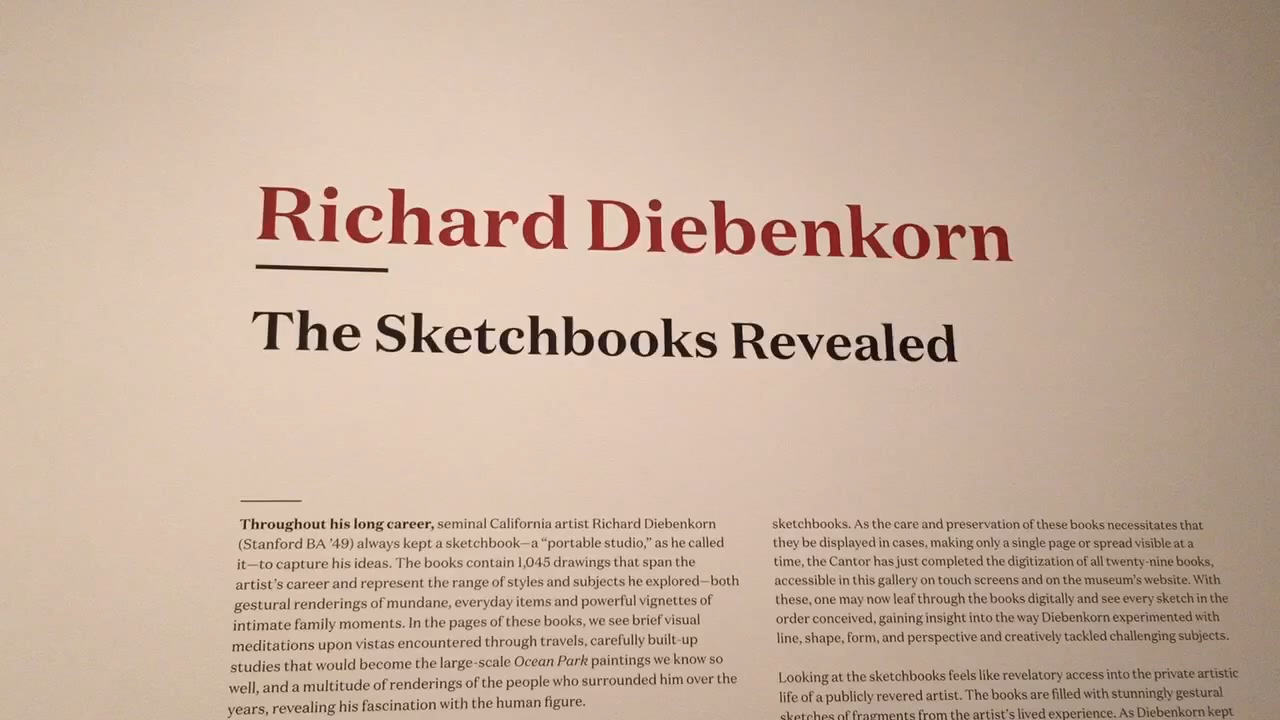 Richard Diebenkorn
The Sketchbooks Revealed
Throughout his long career, seminal California artist Richard Diebenkorn
(Stanford BA ’49) always kept a sketchbook—a “portable studio,” as he called
it—to capture his ideas. The books contain 1,045 drawings that span the
artist’s career and represent the range of styles and subjects he explored—both
gestural renderings of mundane, everyday items and powerful vignettes of
intimate family moments. In the pages of these books, we see brief visual
meditations upon vistas encountered through travels, carefully built-up
studies that would become the large-scale Ocean Park paintings we know so
well, and a multitude of renderings of the people who surrounded him over the
years, revealing his fascination with the human figure.
sketchbooks. As the care and preservation of these books necessitates that
they be displayed in cases, making only a single page or spread visible at a
time, the Cantor has just completed the digitization of all twenty-nine books,
accessible in this gallery on touch screens and on the museum’s website. With
these, one may now leaf through the books digitally and see every sketch in the
order conceived, gaining insight into the way Diebenkorn experimented with
line, shape, form, and perspective and creatively tackled challenging subjects.
Looking at the sketchbooks feels like revelatory access into the private artistic
life of a publicly revered artist. The books are filled with stunningly gestural
sketches of fragments from the artist’s lived experience. As Diebenkorn kept